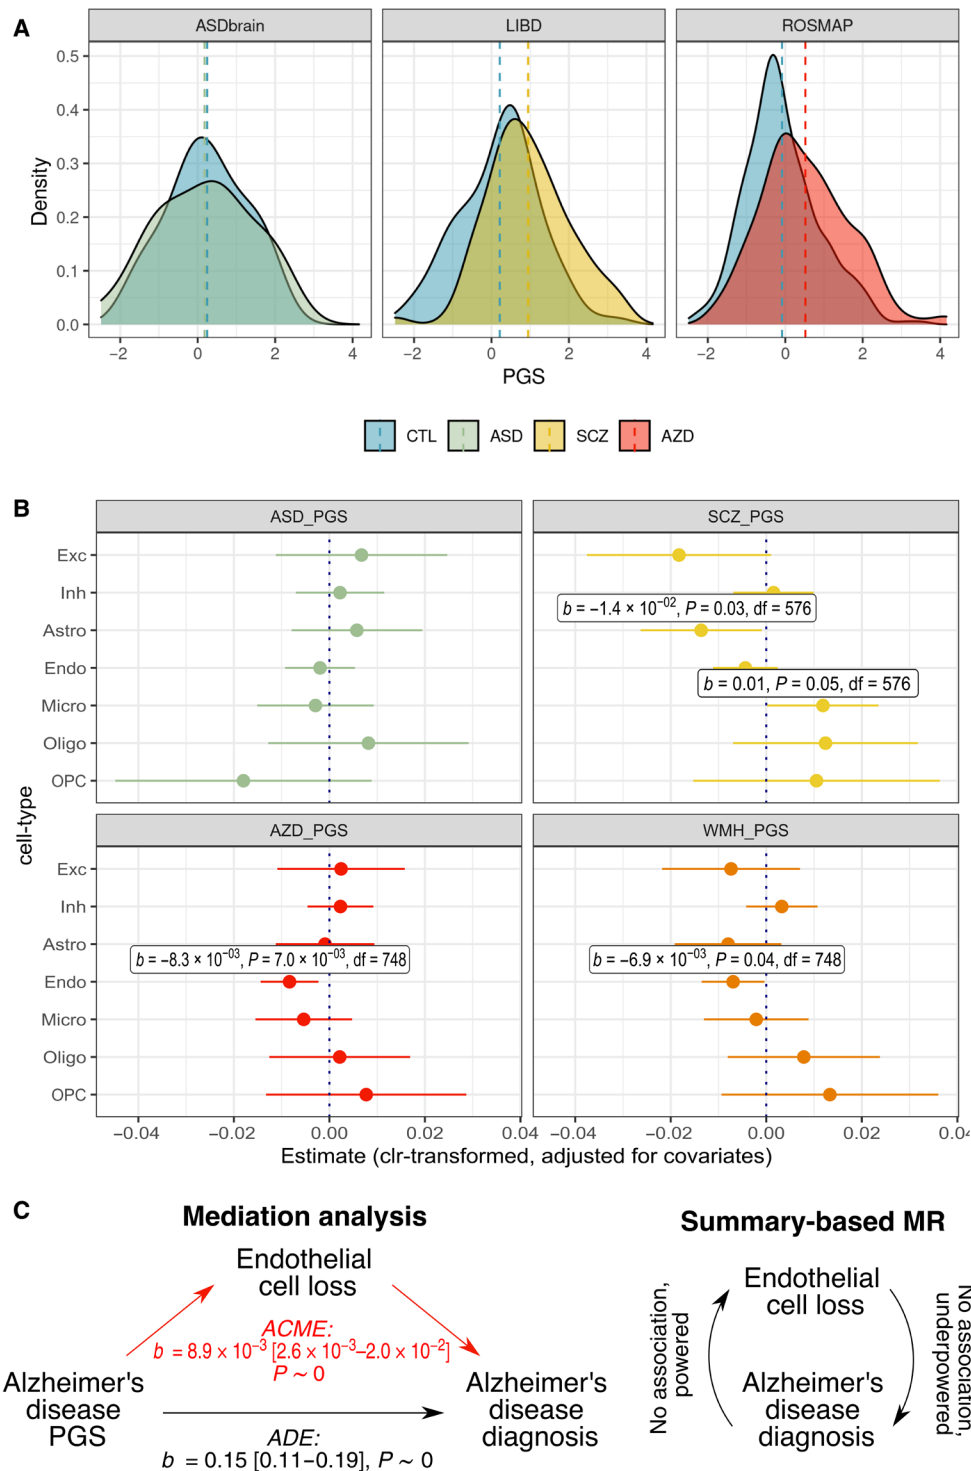 A
ASDbrain
LIBD
ROSMAP
Density
0.5
0.4
0.3
0.2
0.1
0.0
−2 0 2 4
−2 0 2 4
−2 0 2 4
PGS
CTL ASD SCZ AZD
B
cell-type
ASD_PGS
SCZ_PGS
Exc
Inh
Astro
Endo
Micro
Oligo
OPC
b = −1.4 × 10⁻⁰², P = 0.03, df = 576
b = 0.01, P = 0.05, df = 576
AZD_PGS
WMH_PGS
Exc
Inh
Astro
Endo
Micro
Oligo
OPC
b = −8.3 × 10⁻⁰³, P = 7.0 × 10⁻⁰³, df = 748
b = −6.9 × 10⁻⁰³, P = 0.04, df = 748
−0.04 −0.02 0.00 0.02 0.04
−0.04 −0.02 0.00 0.02 0.04
Estimate (clr-transformed, adjusted for covariates)
C
Mediation analysis
Endothelial
cell loss
ACME:
b = 8.9 × 10⁻³ [2.6 × 10⁻³–2.0 × 10⁻²]
P ~ 0
Alzheimer's
disease
PGS
Alzheimer's
disease
diagnosis
ADE:
b = 0.15 [0.11–0.19], P ~ 0
Summary-based MR
Endothelial
cell loss
No association,
powered
No association,
underpowered
Alzheimer's
disease
diagnosis